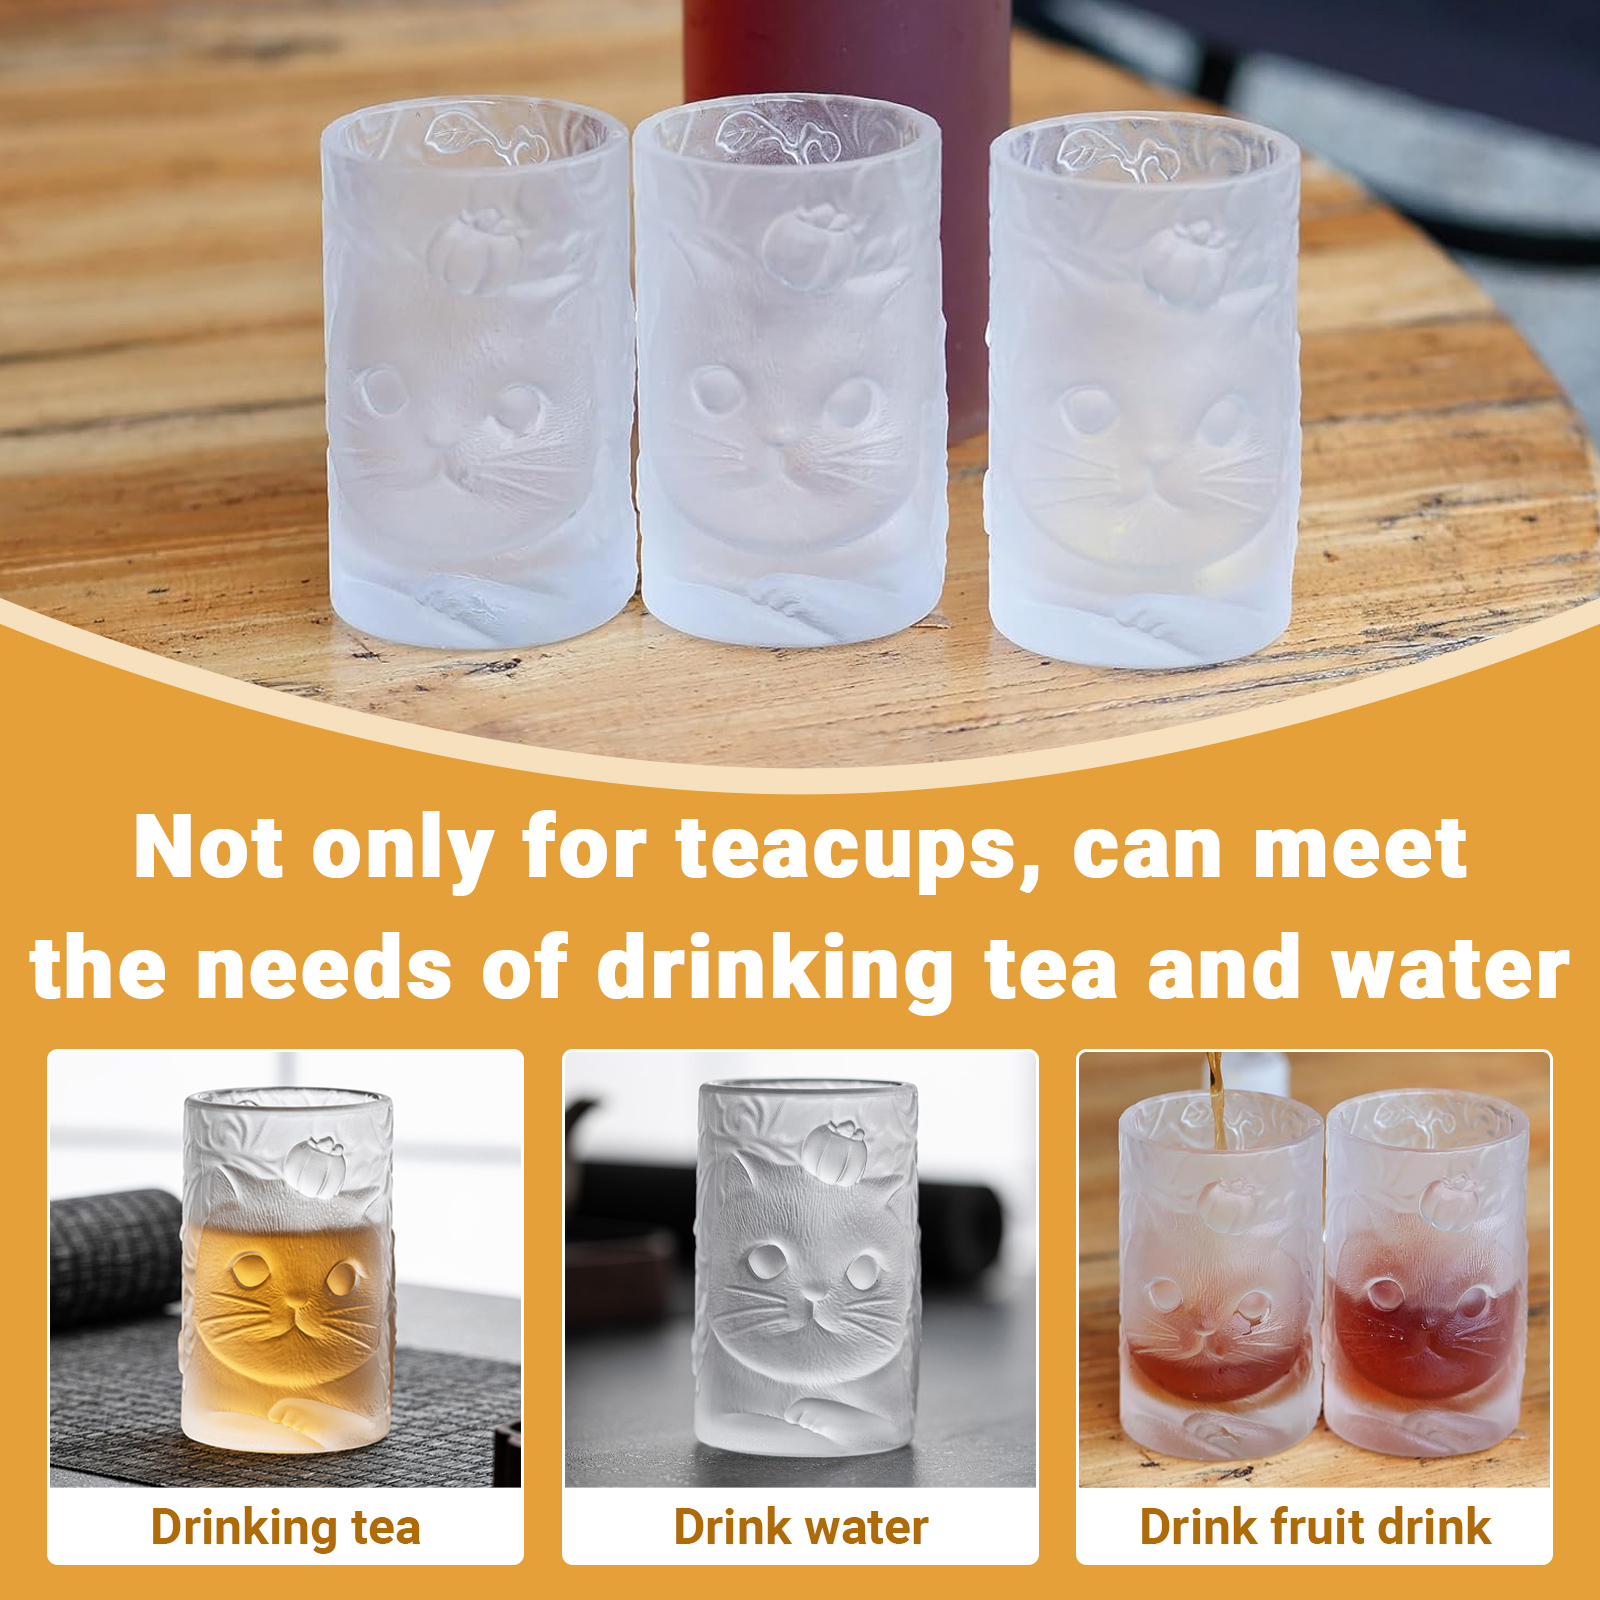 Not only for teacups, can meet
the needs of drinking tea and water
Drinking tea
Drink water
Drink fruit drink